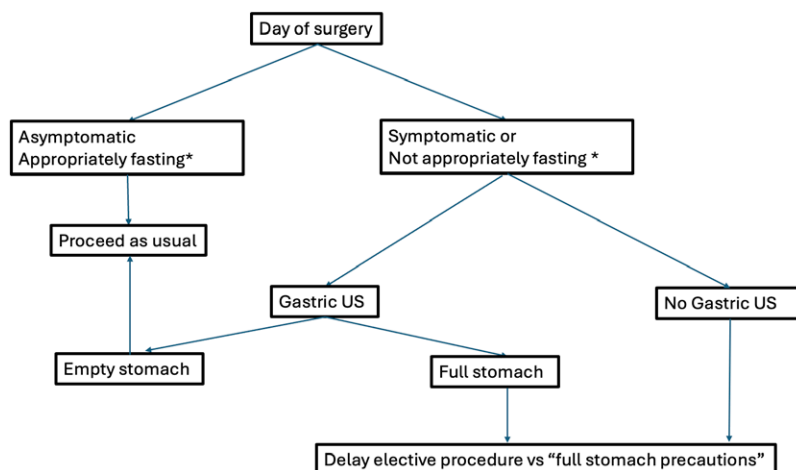 Day of surgery
Asymptomatic
Appropriately fasting*
Symptomatic or
Not appropriately fasting *
Proceed as usual
Gastric US
No Gastric US
Empty stomach
Full stomach
Delay elective procedure vs “full stomach precautions”